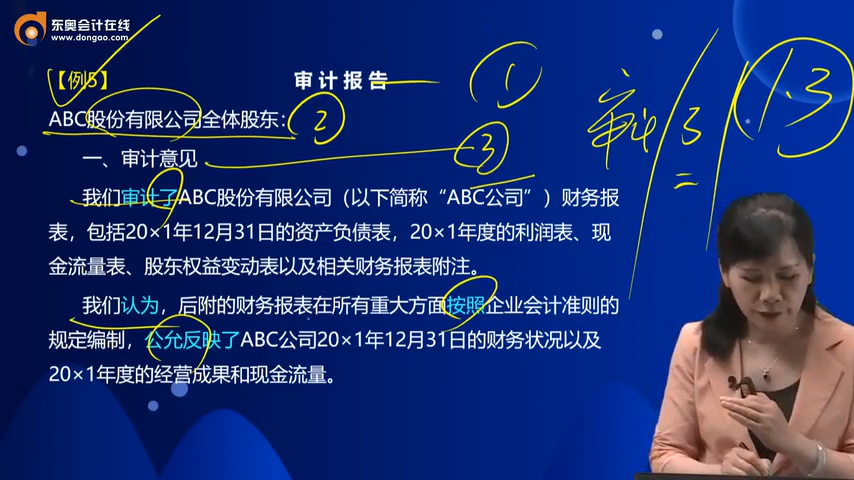 东奥会计在线
www.dongao.com
【例5】
审计报告
①
1.3
ABC股份有限公司全体股东：
②
审计 3
一、审计意见
③
我们审计了ABC股份有限公司（以下简称“ABC公司”）财务报
表，包括20×1年12月31日的资产负债表，20×1年度的利润表、现
金流量表、股东权益变动表以及相关财务报表附注。
我们认为，后附的财务报表在所有重大方面按照企业会计准则的
规定编制，公允反映了ABC公司20×1年12月31日的财务状况以及
20×1年度的经营成果和现金流量。